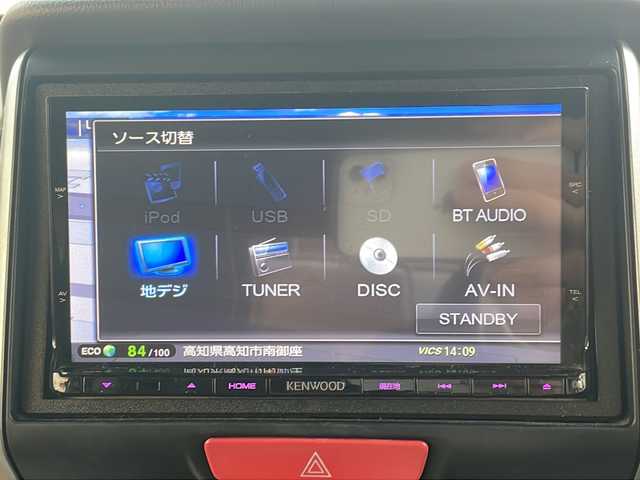 ソース切替
iPod
USB
SD
BT AUDIO
地デジ
TUNER
DISC
AV-IN
STANDBY
ECO 84/100 高知県高知市南御座 VICS 14:09
MAP
SRC
AV
TEL
HOME KENWOOD 現在地